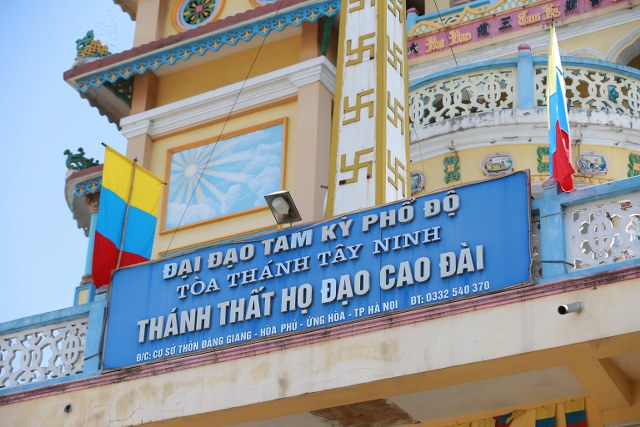 ĐẠI ĐẠO TAM KỲ PHỔ ĐỘ
TÒA THÁNH TÂY NINH
THÁNH THẤT HỌ ĐẠO CAO ĐÀI
Đ/C: CƠ SỞ THÔN ĐẶNG GIANG - HÒA PHÚ - ỨNG HÒA - TP HÀ NỘI ĐT: 0332 540 370